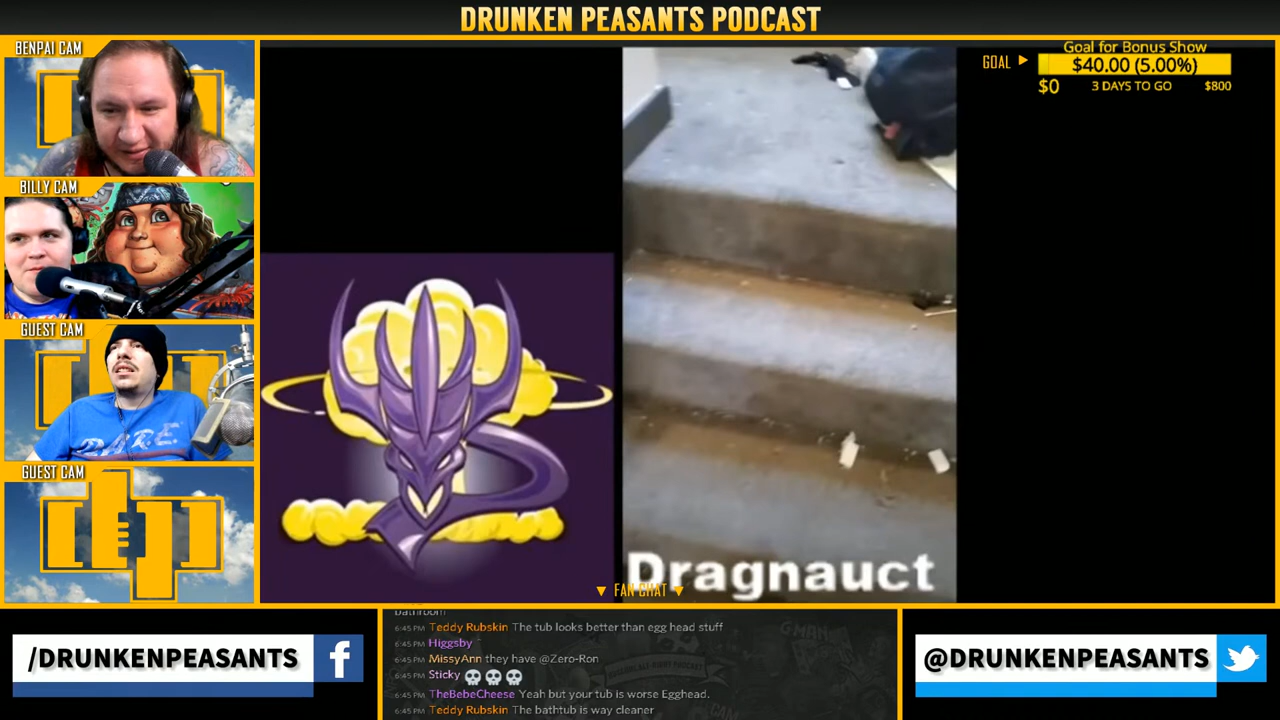 DRUNKEN PEASANTS PODCAST
BENPAI CAM
BILLY CAM
GUEST CAM
D.A.R.E.
GUEST CAM
Goal for Bonus Show
GOAL ▶
$40.00 (5.00%)
$0 3 DAYS TO GO $800
Dragnauct
▼ FAN CHAT ▼
bathroom
6:45 PM Teddy Rubskin The tub looks better than egg head stuff
6:45 PM Higgsby
6:45 PM MissyAnn they have @Zero-Ron
6:45 PM Sticky 💀💀💀
6:45 PM TheBebeCheese Yeah but your tub is worse Egghead.
6:45 PM Teddy Rubskin The bathtub is way cleaner
/DRUNKENPEASANTS
@DRUNKENPEASANTS